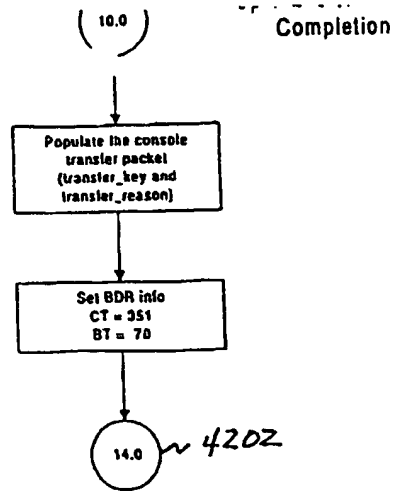 10.0
Completion
Populate the console
transfer packet
(transfer_key and
transfer_reason)
Set BDR info
CT = 351
BT = 70
14.0
4202